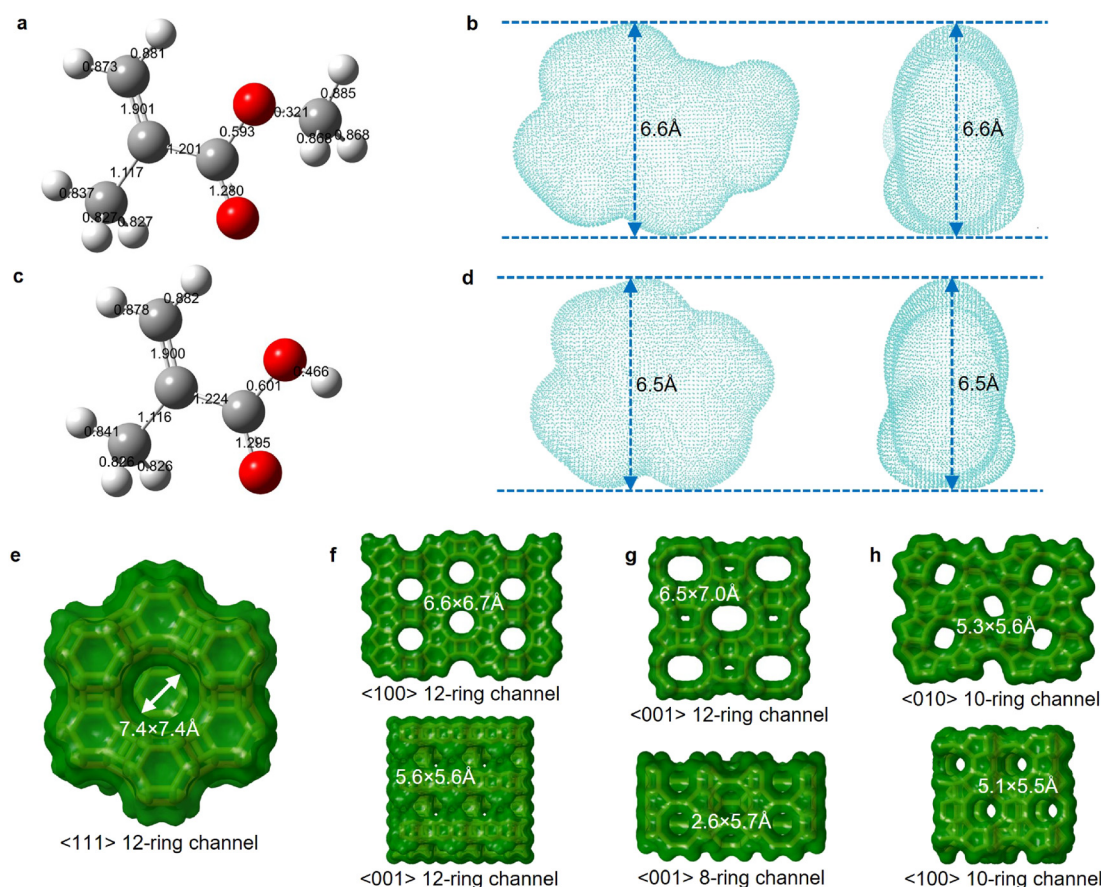 a
0.881
0.873
1.901
0.885
0.321
0.593
0.868
0.868
1.201
1.117
1.280
0.837
0.827
0.827
b
6.6Å
6.6Å
c
0.882
0.878
1.900
0.466
0.601
1.224
1.116
1.295
0.841
0.826
0.826
d
6.5Å
6.5Å
e
7.4×7.4Å
<111> 12-ring channel
f
6.6×6.7Å
<100> 12-ring channel
5.6×5.6Å
<001> 12-ring channel
g
6.5×7.0Å
<001> 12-ring channel
2.6×5.7Å
<001> 8-ring channel
h
5.3×5.6Å
<010> 10-ring channel
5.1×5.5Å
<100> 10-ring channel